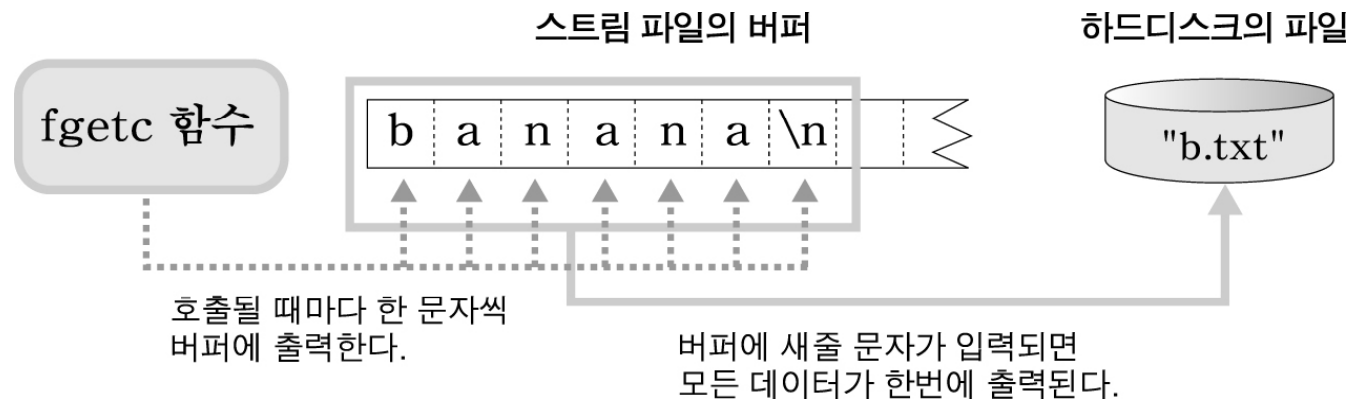 스트림 파일의 버퍼
하드디스크의 파일
fgetc 함수
b a n a n a \n
"b.txt"
호출될 때마다 한 문자씩
버퍼에 출력한다.
버퍼에 새줄 문자가 입력되면
모든 데이터가 한번에 출력된다.